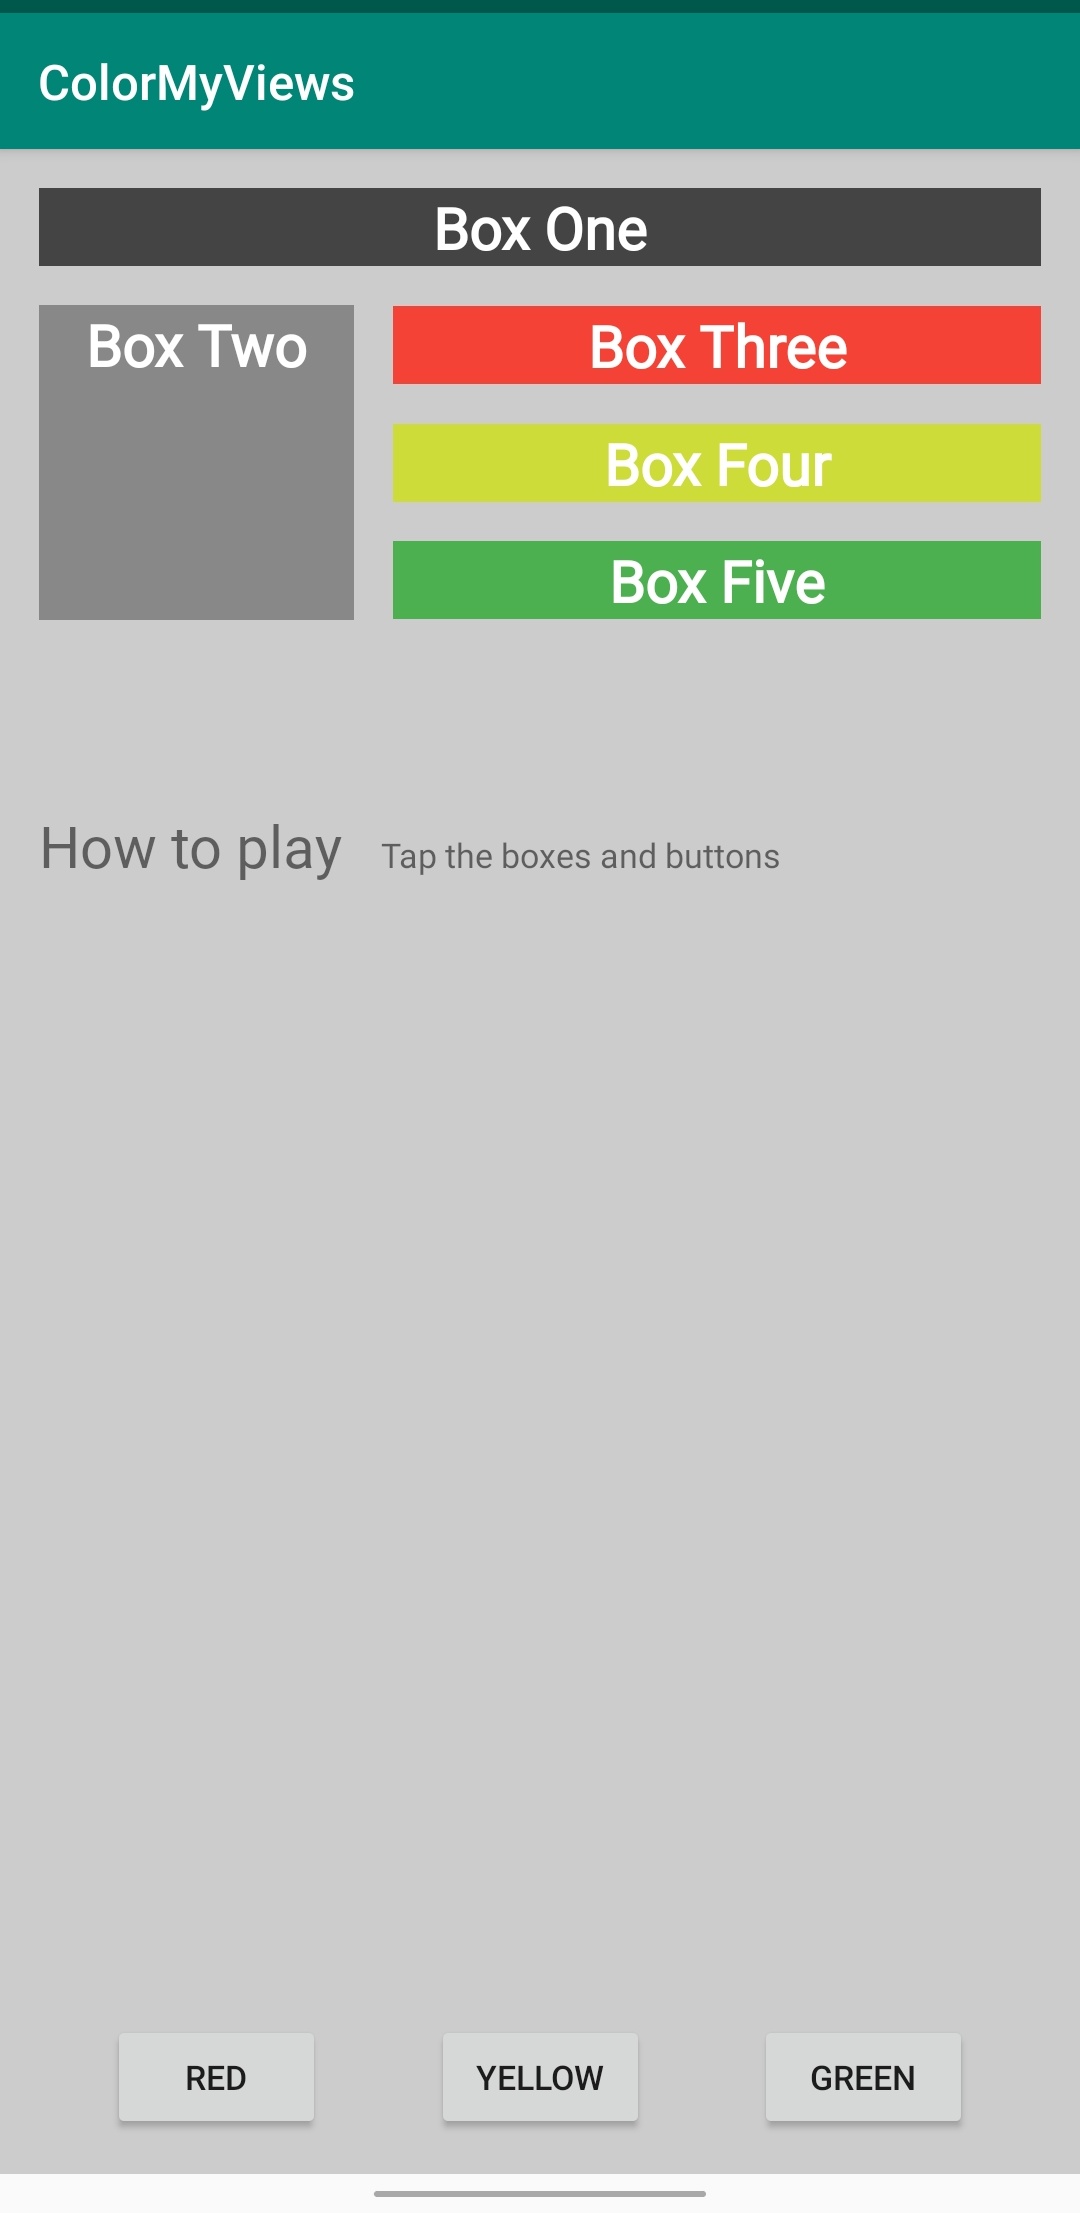 ColorMyViews
Box One
Box Two
Box Three
Box Four
Box Five
How to play Tap the boxes and buttons
RED YELLOW GREEN